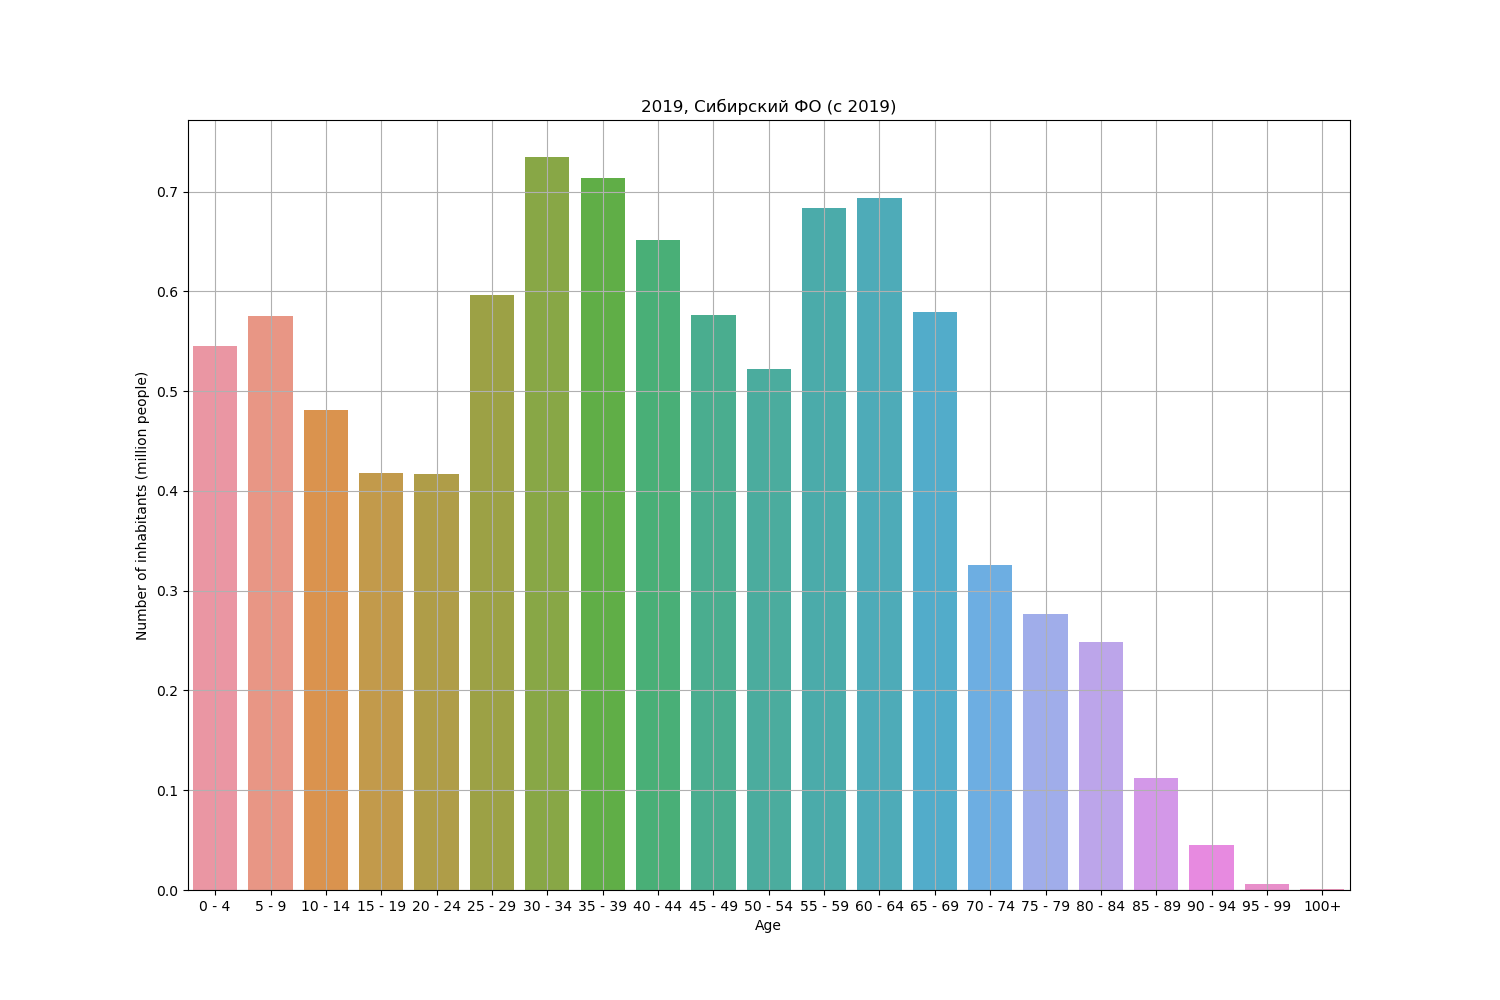 2019, Сибирский ФО (с 2019)
Number of inhabitants (million people)
0.7
0.6
0.5
0.4
0.3
0.2
0.1
0.0
0 - 4 5 - 9 10 - 14 15 - 19 20 - 24 25 - 29 30 - 34 35 - 39 40 - 44 45 - 49 50 - 54 55 - 59 60 - 64 65 - 69 70 - 74 75 - 79 80 - 84 85 - 89 90 - 94 95 - 99 100+
Age